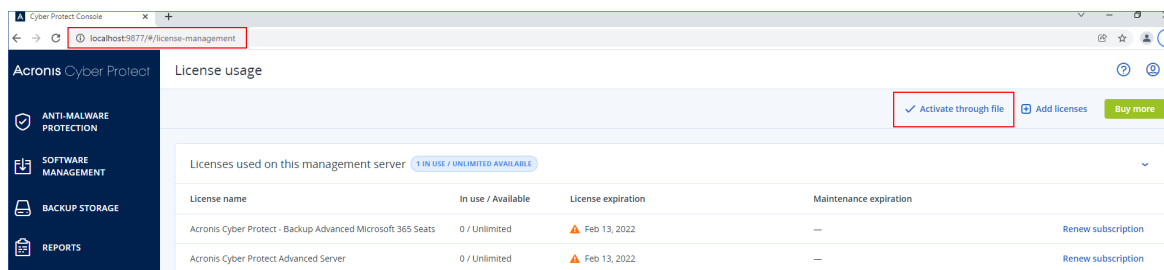 Cyber Protect Console
localhost:9877/#/license-management
Acronis Cyber Protect
License usage
ANTI-MALWARE
PROTECTION
Activate through file
Add licenses
Buy more
SOFTWARE
MANAGEMENT
Licenses used on this management server
1 IN USE / UNLIMITED AVAILABLE
BACKUP STORAGE
License name
In use / Available
License expiration
Maintenance expiration
Acronis Cyber Protect - Backup Advanced Microsoft 365 Seats
0 / Unlimited
Feb 13, 2022
—
Renew subscription
REPORTS
Acronis Cyber Protect Advanced Server
0 / Unlimited
Feb 13, 2022
—
Renew subscription